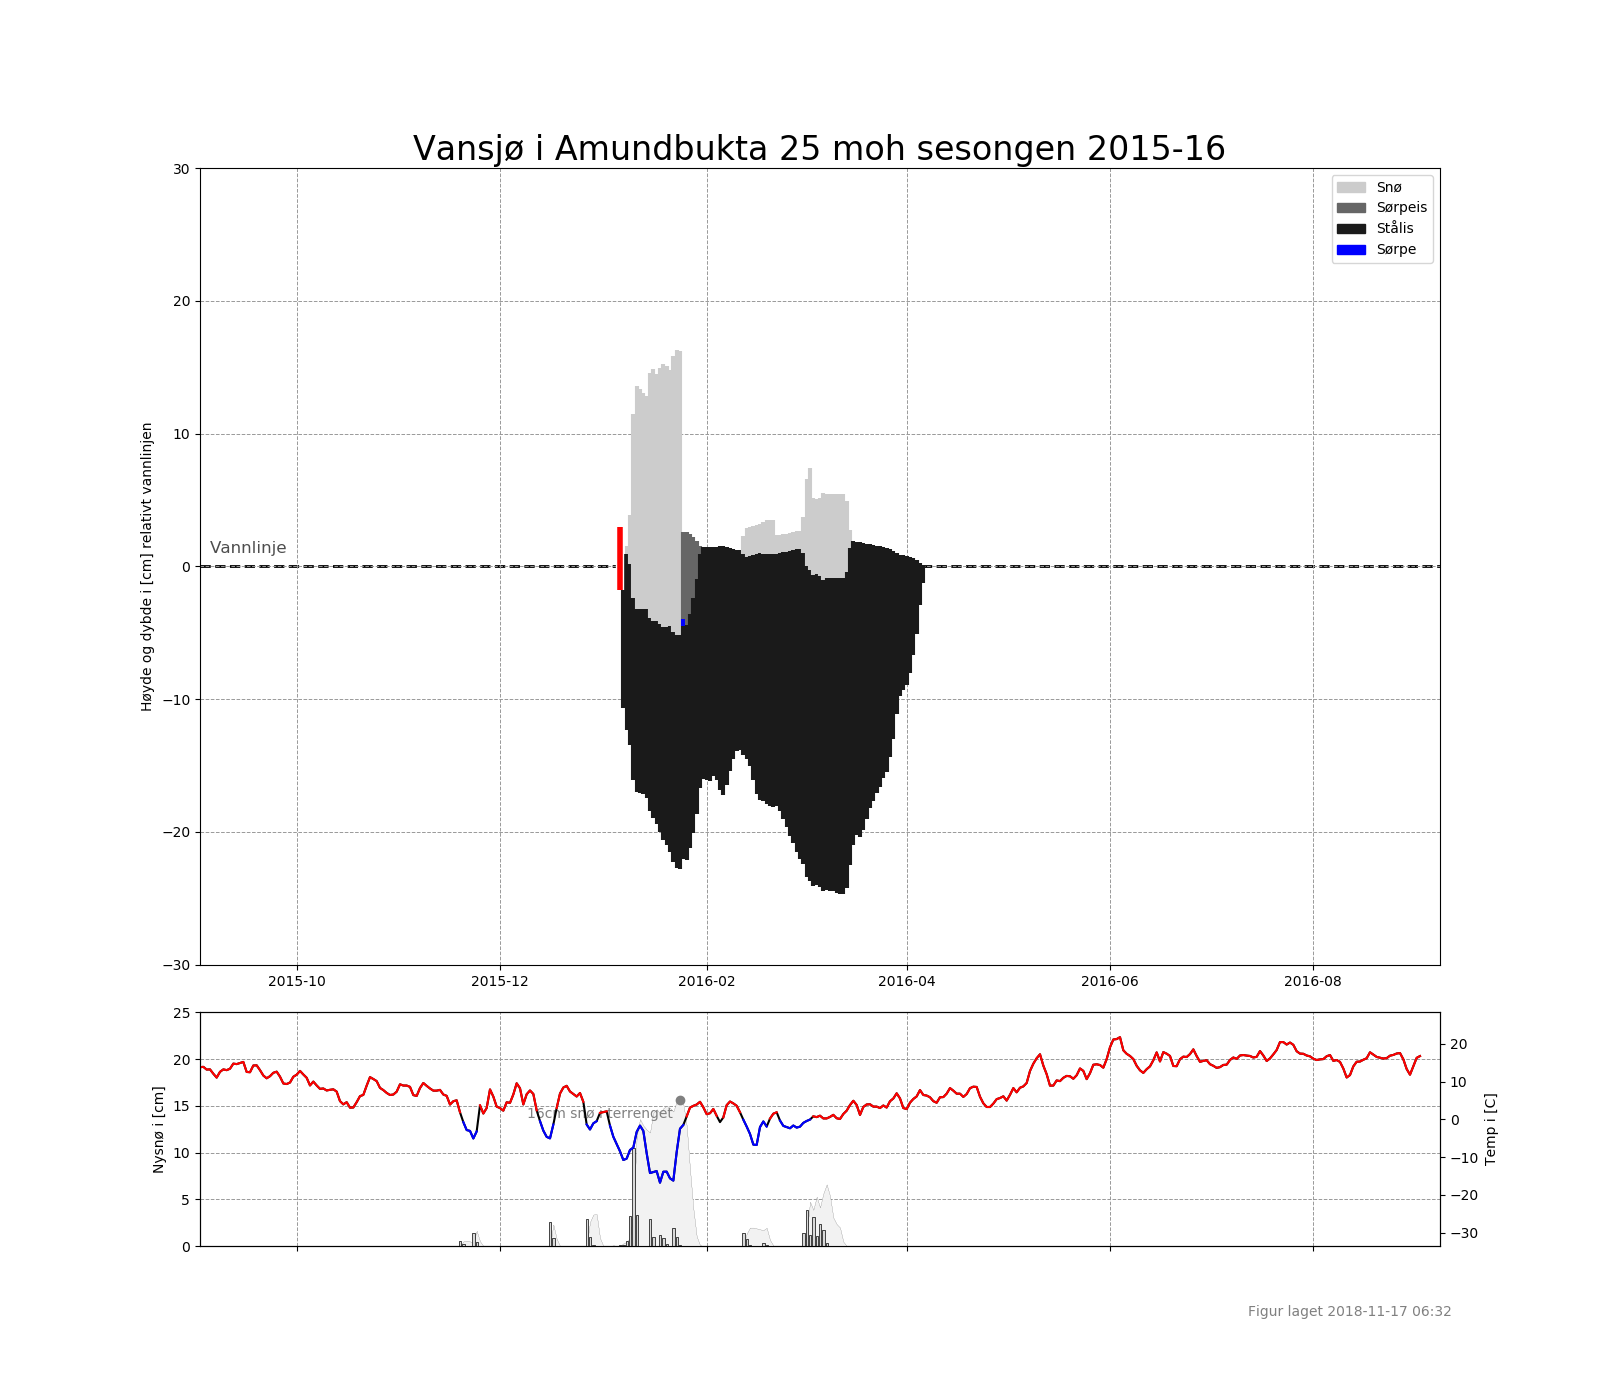 Vansjø i Amundbukta 25 moh sesongen 2015-16
Høyde og dybde i [cm] relativt vannlinjen
30
20
10
0
−10
−20
−30
Vannlinje
Snø
Sørpeis
Stålis
Sørpe
2015-10
2015-12
2016-02
2016-04
2016-06
2016-08
Nysnø i [cm]
25
20
15
10
5
0
16cm snø i terrenget
20
10
0
−10
−20
−30
Temp i [C]
Figur laget 2018-11-17 06:32